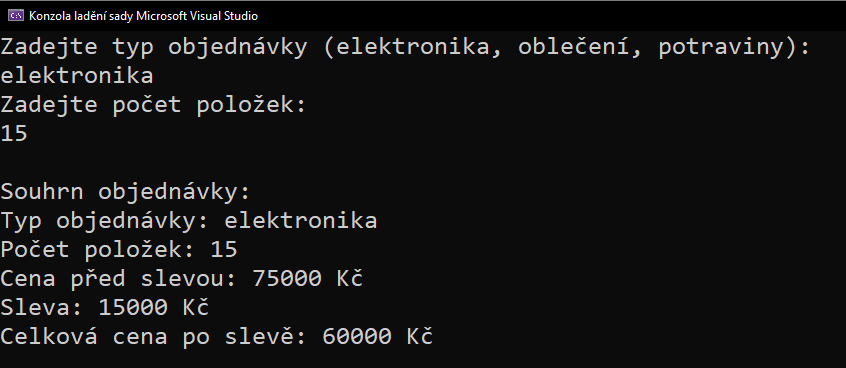 C:\ Konzola ladění sady Microsoft Visual Studio
Zadejte typ objednávky (elektronika, oblečení, potraviny):
elektronika
Zadejte počet položek:
15
Souhrn objednávky:
Typ objednávky: elektronika
Počet položek: 15
Cena před slevou: 75000 Kč
Sleva: 15000 Kč
Celková cena po slevě: 60000 Kč